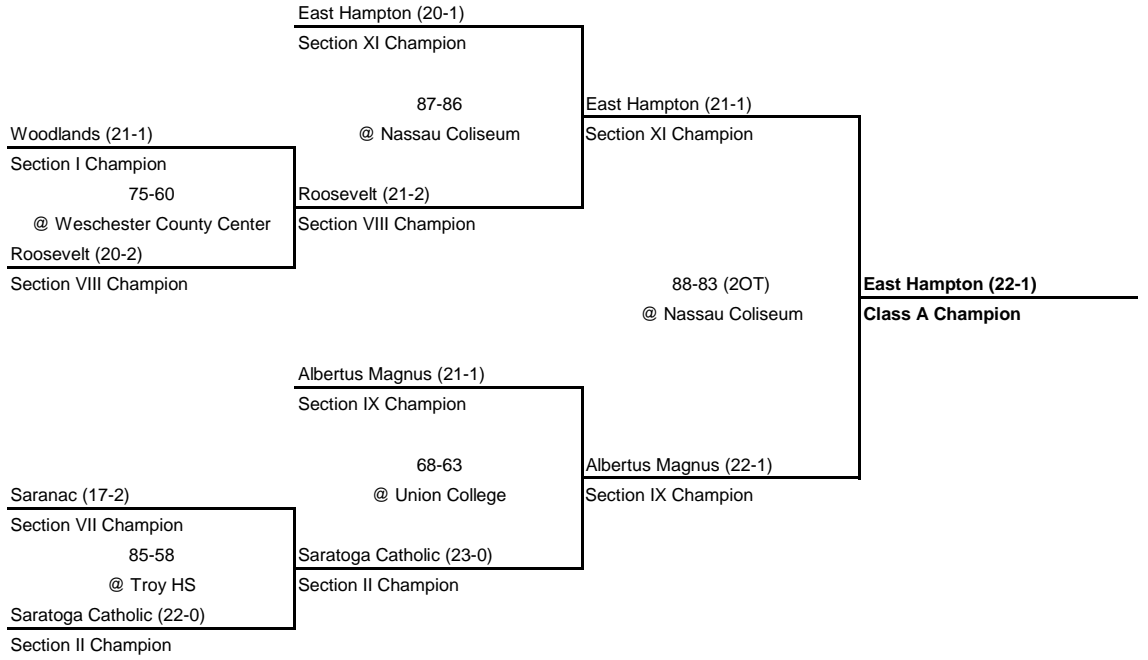 East Hampton (20-1)
Section XI Champion
87-86
East Hampton (21-1)
Woodlands (21-1)
@ Nassau Coliseum
Section XI Champion
Section I Champion
75-60
Roosevelt (21-2)
@ Weschester County Center
Section VIII Champion
Roosevelt (20-2)
Section VIII Champion
88-83 (2OT)
East Hampton (22-1)
@ Nassau Coliseum
Class A Champion
Albertus Magnus (21-1)
Section IX Champion
68-63
Albertus Magnus (22-1)
Saranac (17-2)
@ Union College
Section IX Champion
Section VII Champion
85-58
Saratoga Catholic (23-0)
@ Troy HS
Section II Champion
Saratoga Catholic (22-0)
Section II Champion